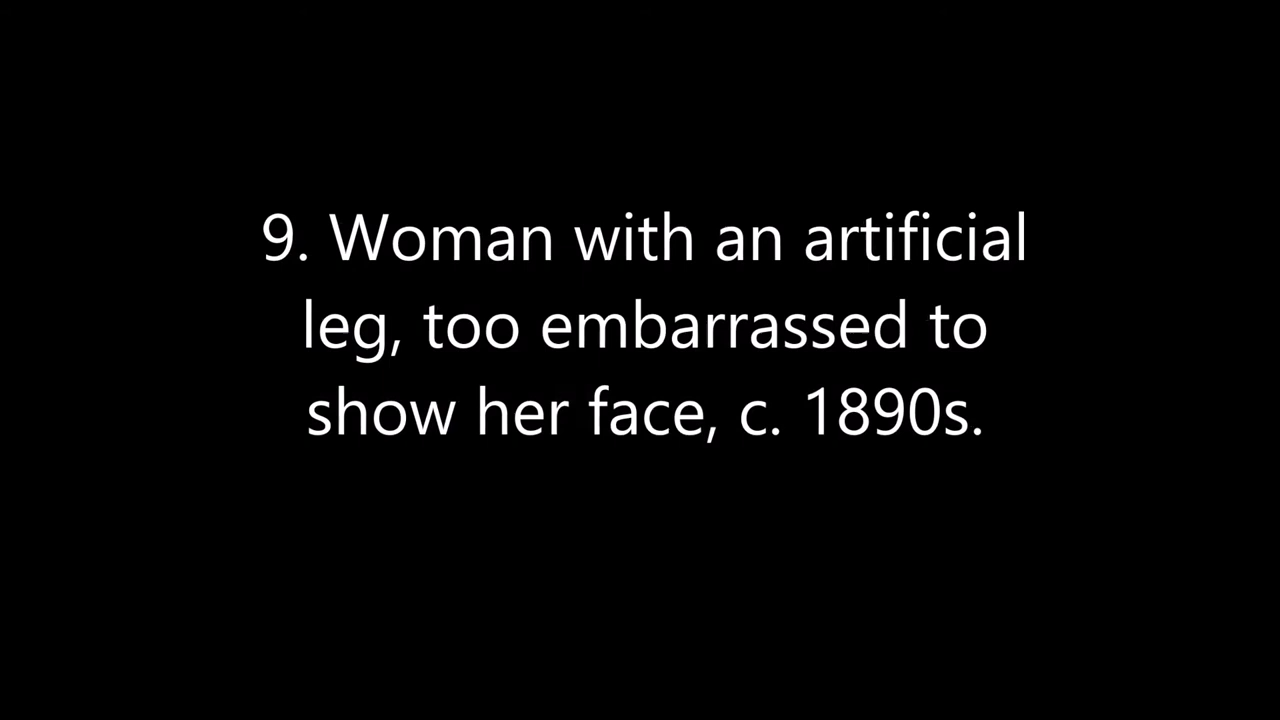 9. Woman with an artificial
leg, too embarrassed to
show her face, c. 1890s.